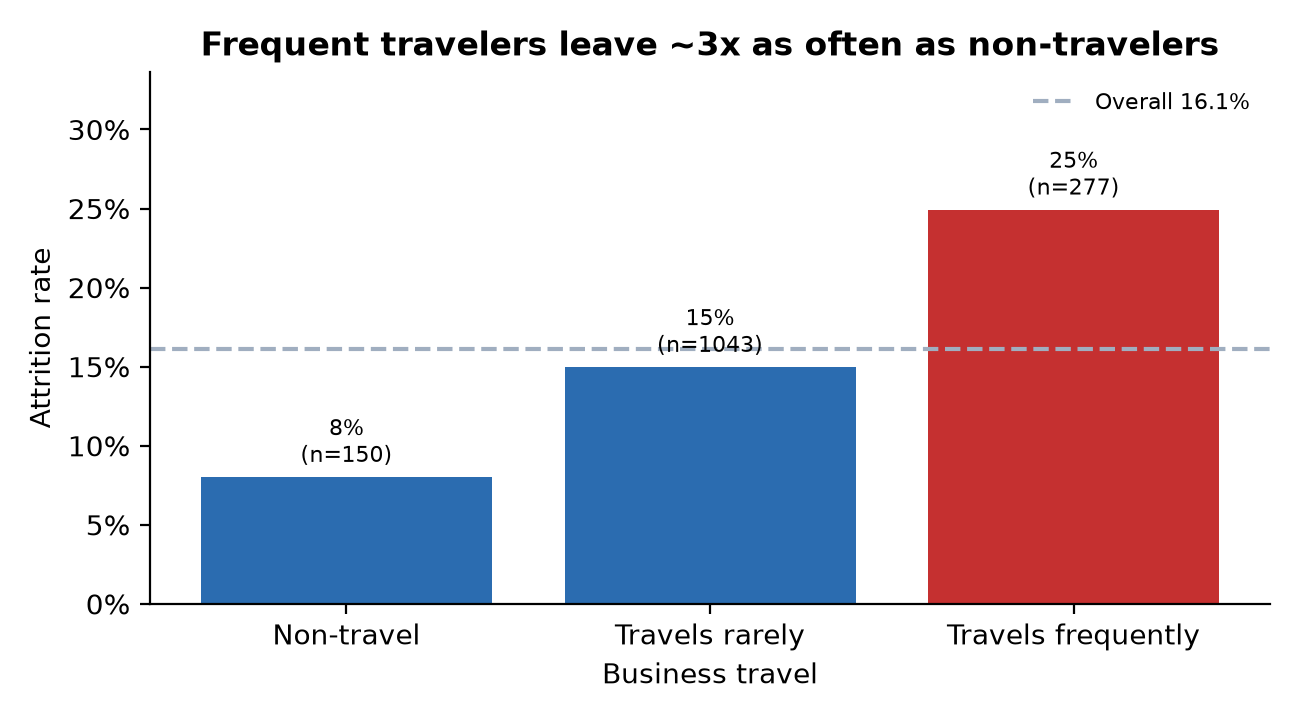 Frequent travelers leave ~3x as often as non-travelers
Overall 16.1%
30%
25%
20%
15%
10%
5%
0%
Attrition rate
8%
(n=150)
15%
(n=1043)
25%
(n=277)
Non-travel
Travels rarely
Travels frequently
Business travel